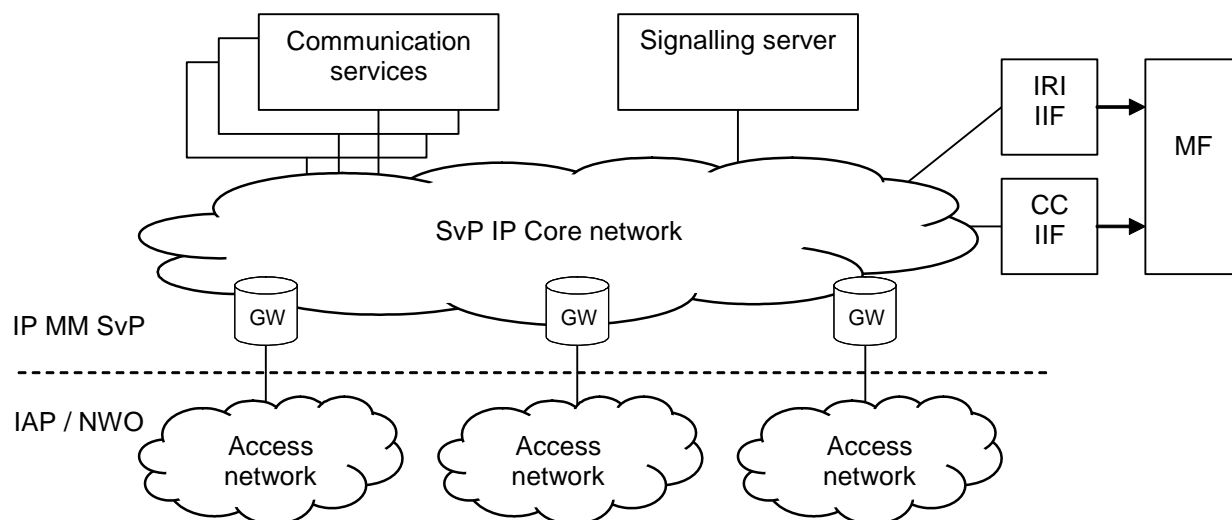 Communication
services
Signalling server
IRI
IIF
MF
CC
IIF
SvP IP Core network
GW
GW
GW
IP MM SvP
IAP / NWO
Access
network
Access
network
Access
network